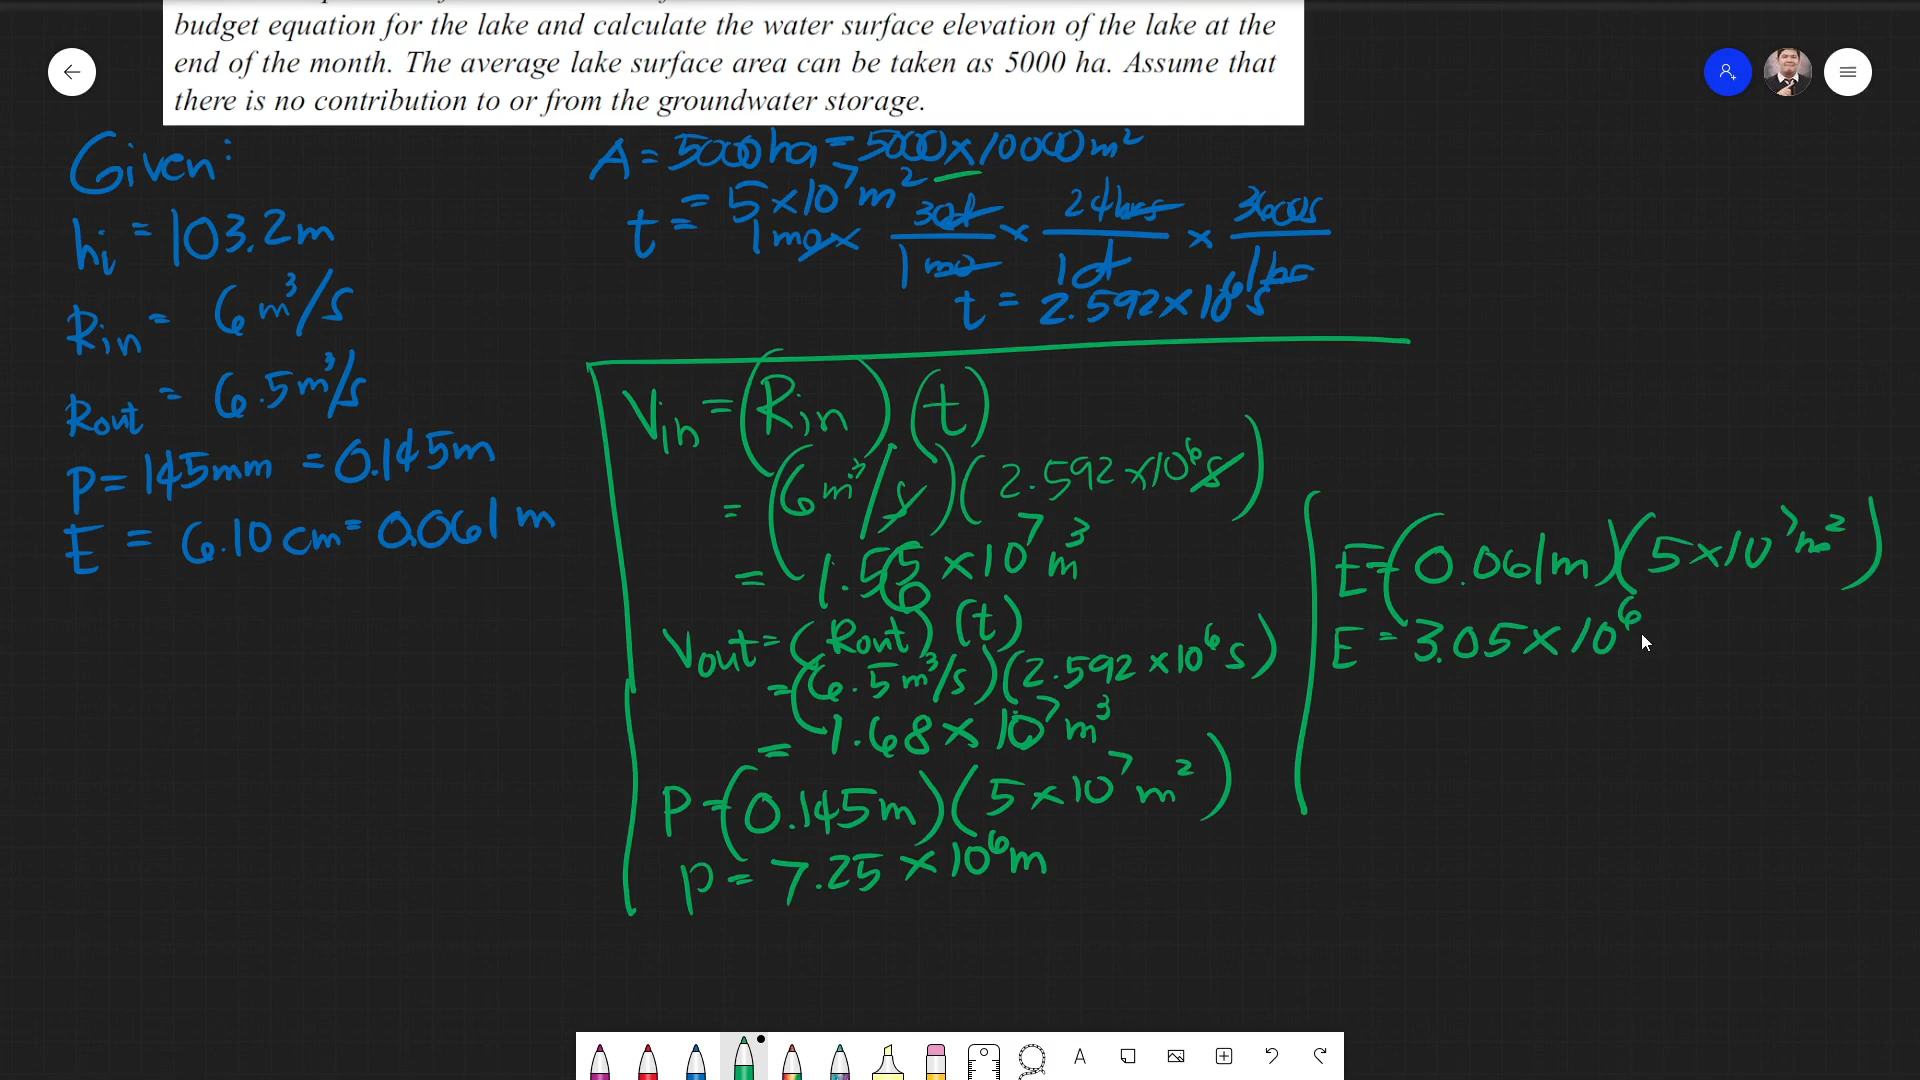 budget equation for the lake and calculate the water surface elevation of the lake at the
end of the month. The average lake surface area can be taken as 5000 ha. Assume that
there is no contribution to or from the groundwater storage.
Given:
hi = 103.2m
Rin = 6 m³/s
Rout = 6.5 m³/s
P = 145mm = 0.145m
E = 6.10 cm = 0.061 m
A = 5000 ha = 5000 x 10000 m²
= 5 x 10⁷ m²
t = 1 mo x 30d/1 mo x 24hrs/1d x 3600s/1hr
t = 2.592 x 10⁶ s
Vin = (Rin) (t)
= (6 m³/s)(2.592 x 10⁶ s)
= 1.556 x 10⁷ m³
Vout = (Rout) (t)
= (6.5 m³/s)(2.592 x 10⁶ s)
= 1.68 x 10⁷ m³
P = (0.145m)(5 x 10⁷ m²)
P = 7.25 x 10⁶ m
E = (0.061m)(5 x 10⁷ m²)
E = 3.05 x 10⁶
A